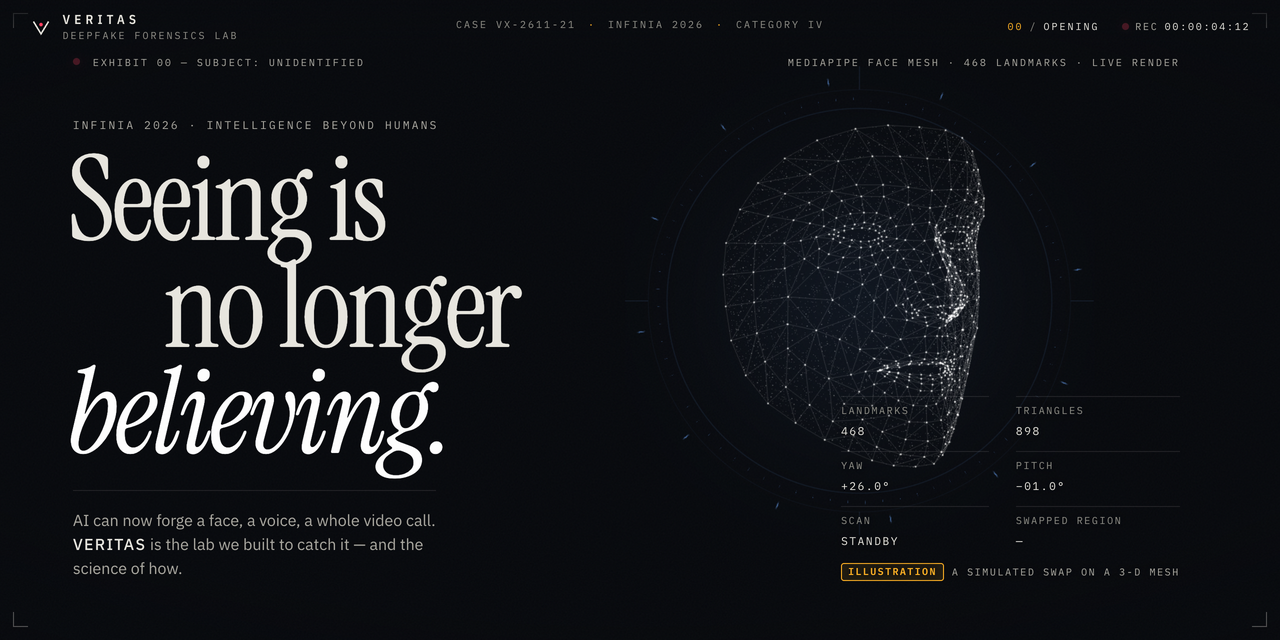 VERITAS
DEEPFAKE FORENSICS LAB
CASE VX-2611-21 · INFINIA 2026 · CATEGORY IV
00 / OPENING
REC 00:00:04:12
EXHIBIT 00 — SUBJECT: UNIDENTIFIED
MEDIAPIPE FACE MESH · 468 LANDMARKS · LIVE RENDER
INFINIA 2026 · INTELLIGENCE BEYOND HUMANS
Seeing is
no longer
believing.
AI can now forge a face, a voice, a whole video call.
VERITAS is the lab we built to catch it — and the
science of how.
LANDMARKS
468
TRIANGLES
898
YAW
+26.0°
PITCH
−01.0°
SCAN
STANDBY
SWAPPED REGION
—
ILLUSTRATION A SIMULATED SWAP ON A 3-D MESH